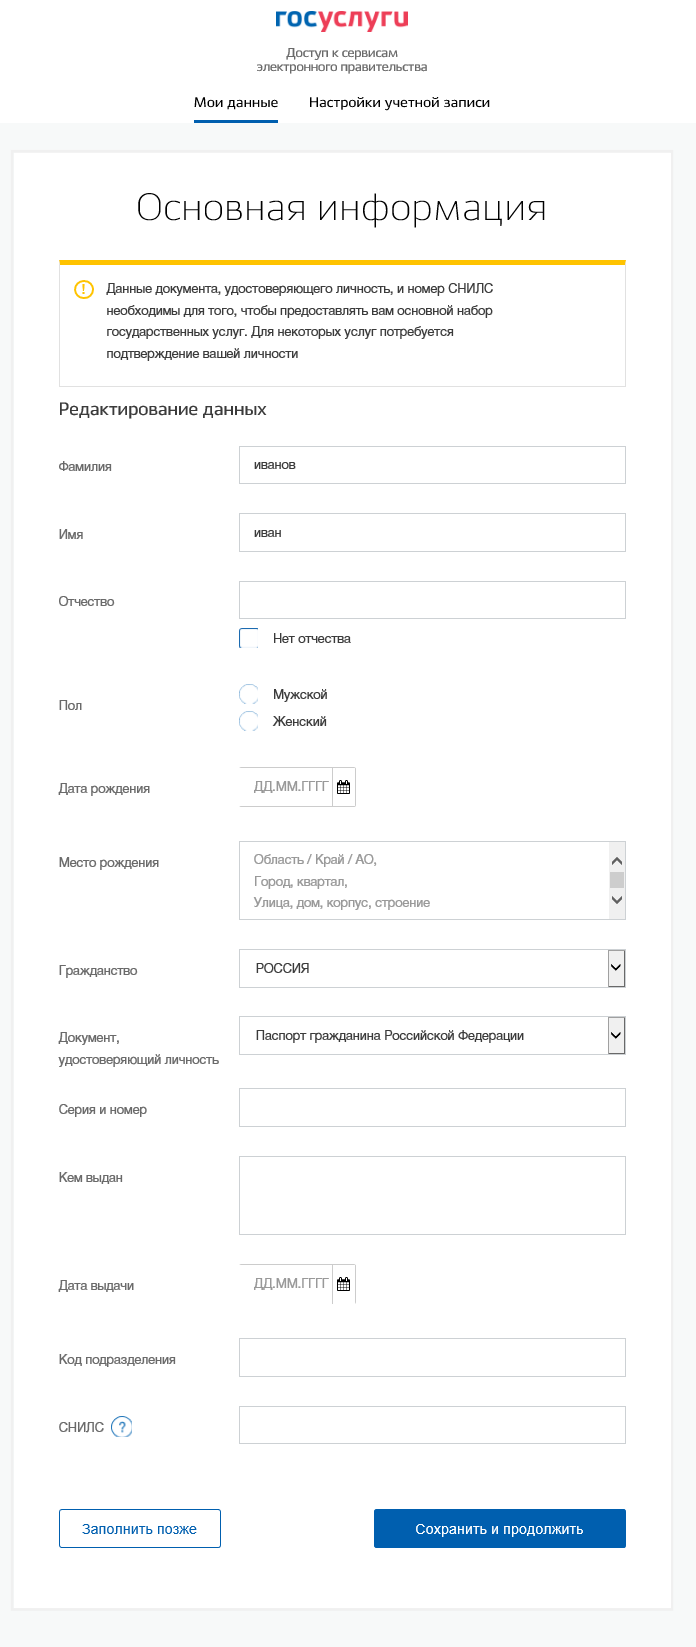 госуслуги
Доступ к сервисам
электронного правительства
Мои данные Настройки учетной записи
Основная информация
Данные документа, удостоверяющего личность, и номер СНИЛС
необходимы для того, чтобы предоставлять вам основной набор
государственных услуг. Для некоторых услуг потребуется
подтверждение вашей личности
Редактирование данных
Фамилия иванов
Имя иван
Отчество
Нет отчества
Пол
Мужской
Женский
Дата рождения ДД.ММ.ГГГГ
Место рождения
Область / Край / АО,
Город, квартал,
Улица, дом, корпус, строение
Гражданство РОССИЯ
Документ,
удостоверяющий личность
Паспорт гражданина Российской Федерации
Серия и номер
Кем выдан
Дата выдачи ДД.ММ.ГГГГ
Код подразделения
СНИЛС ?
Заполнить позже Сохранить и продолжить